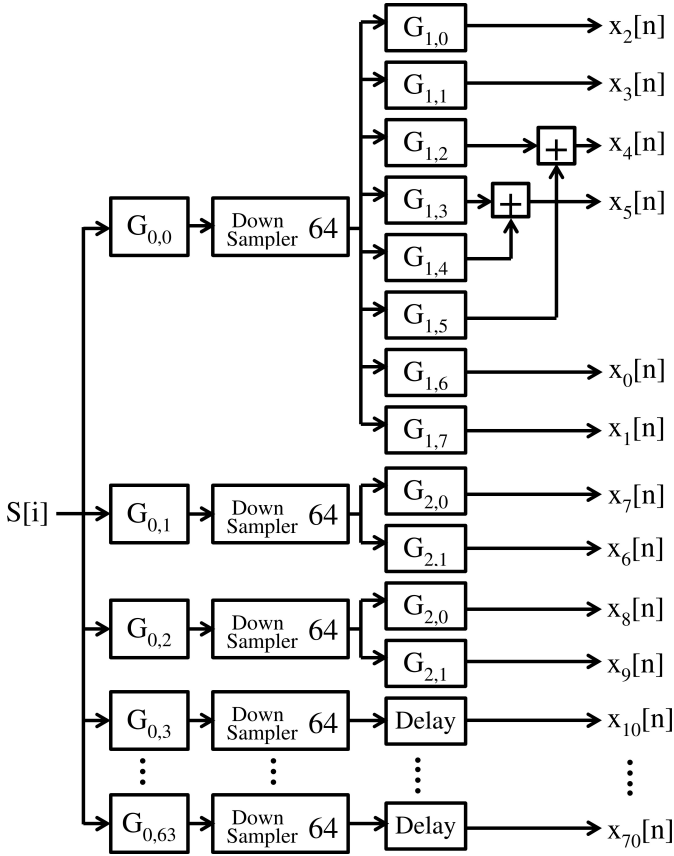 G1,0 x2[n]
G1,1 x3[n]
G1,2 + x4[n]
G1,3 + x5[n]
G0,0 Down Sampler 64
G1,4
G1,5
G1,6 x0[n]
G1,7 x1[n]
S[i] G0,1 Down Sampler 64
G2,0 x7[n]
G2,1 x6[n]
G0,2 Down Sampler 64
G2,0 x8[n]
G2,1 x9[n]
G0,3 Down Sampler 64 Delay x10[n]
G0,63 Down Sampler 64 Delay x70[n]